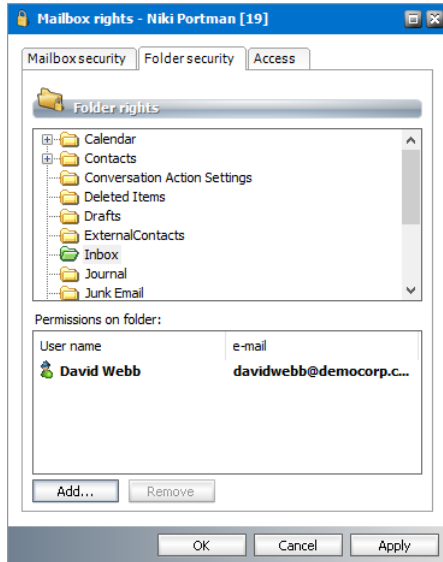 Mailbox rights - Niki Portman [19]
Mailbox security Folder security Access
Folder rights
Calendar
Contacts
Conversation Action Settings
Deleted Items
Drafts
ExternalContacts
Inbox
Journal
Junk Email
Permissions on folder:
User name e-mail
David Webb davidwebb@democorp.c...
Add... Remove
OK Cancel Apply